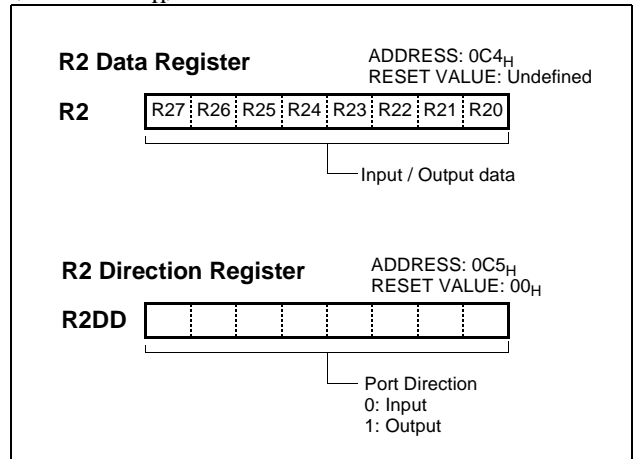 R2 Data Register
ADDRESS: 0C4H
RESET VALUE: Undefined
R2
R27 R26 R25 R24 R23 R22 R21 R20
Input / Output data
R2 Direction Register
ADDRESS: 0C5H
RESET VALUE: 00H
R2DD
Port Direction
0: Input
1: Output